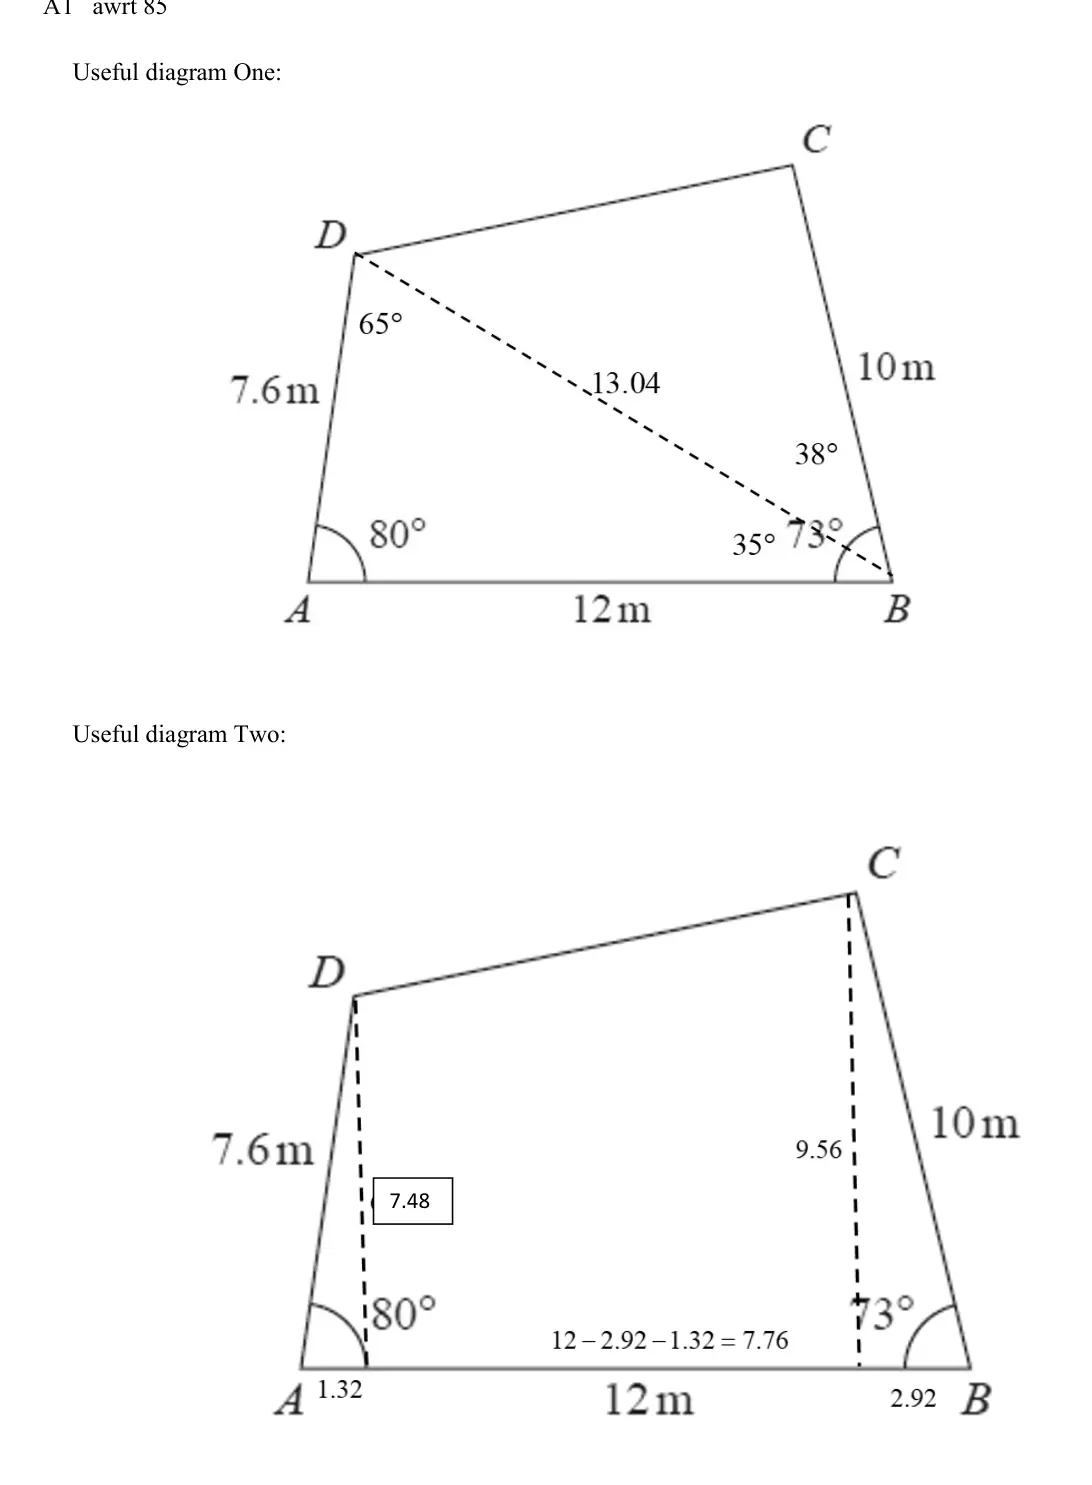 A1 awrt 85
Useful diagram One:
C
D
65°
7.6m
13.04
10m
38°
80°
35° 73°
A
12m
B
Useful diagram Two:
C
D
7.6m
10m
9.56
7.48
80°
73°
12 – 2.92 – 1.32 = 7.76
A 1.32
12m
2.92 B